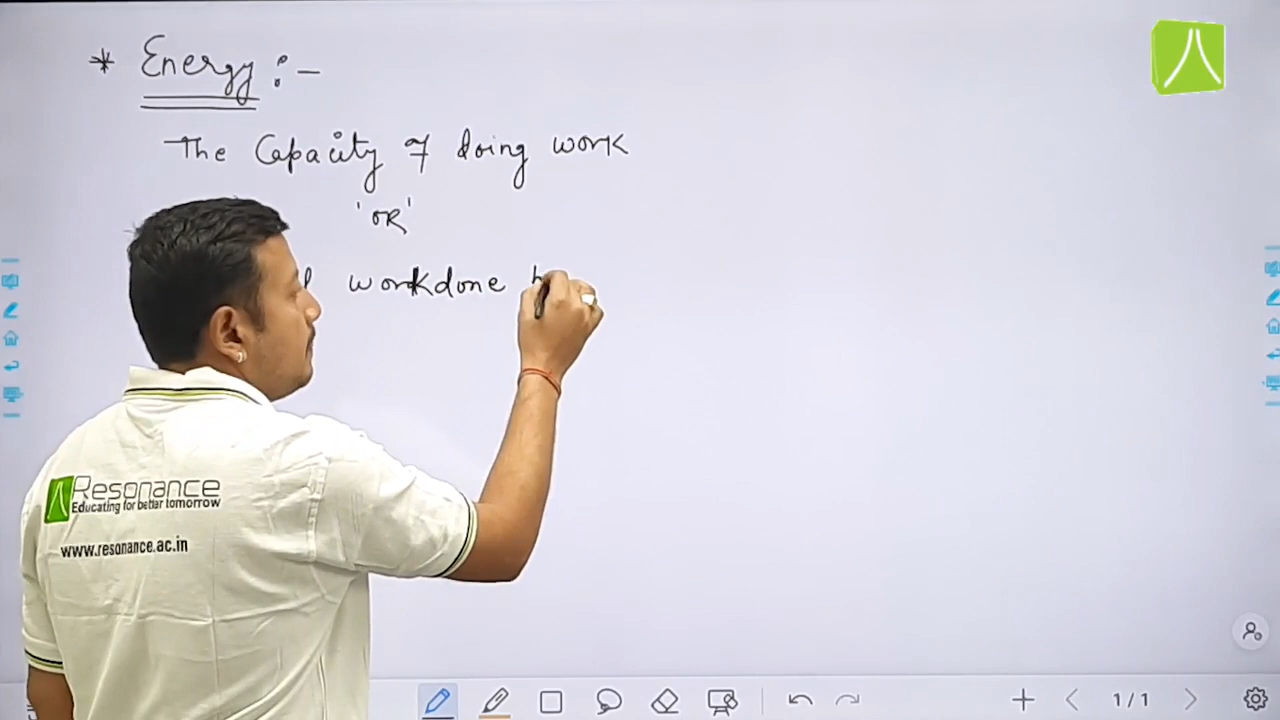 * Energy :-
The Capacity of doing work
'OR'
workdone
Resonance
Educating for better tomorrow
www.resonance.ac.in
1 / 1